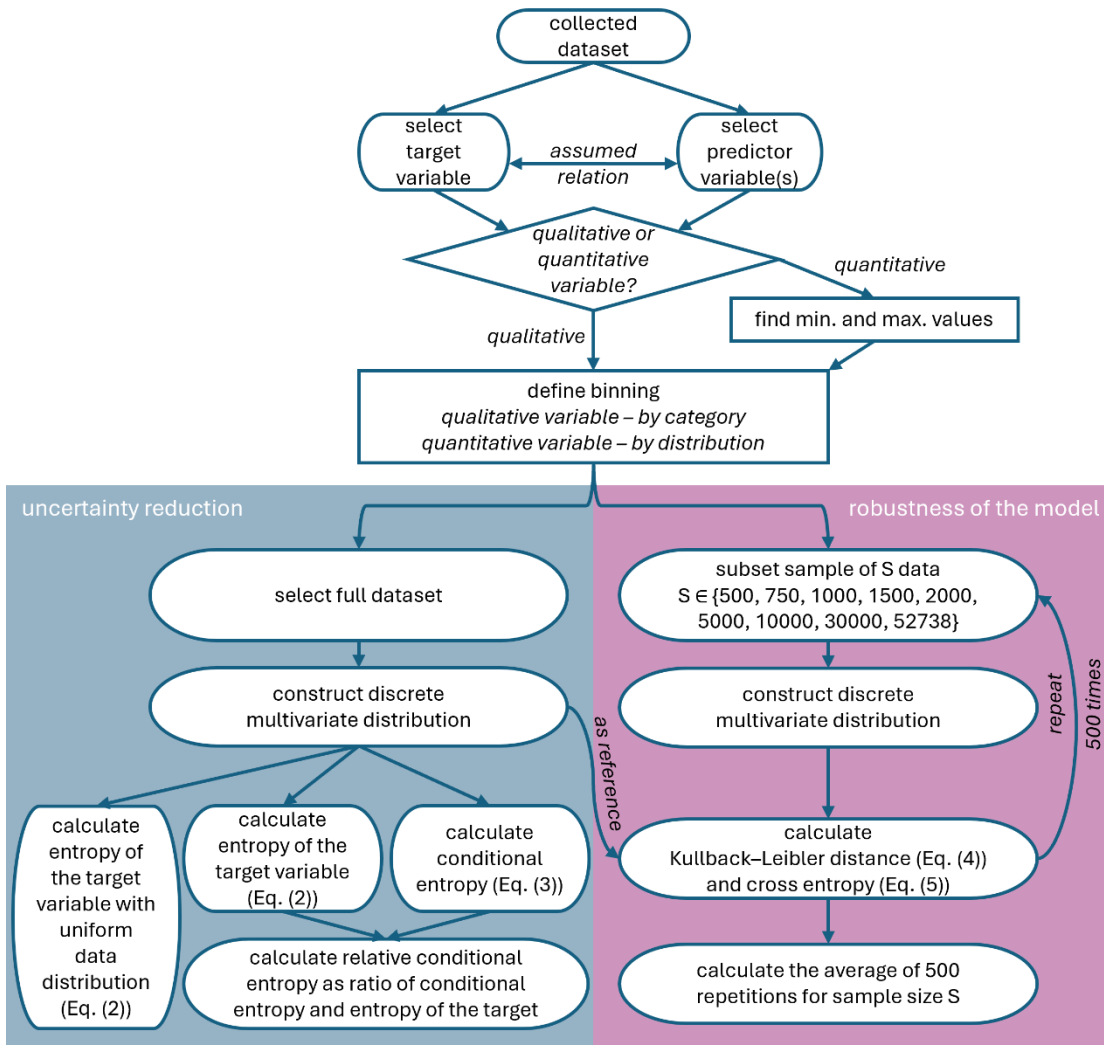 collected
dataset
select
target
variable
assumed
relation
select
predictor
variable(s)
qualitative or
quantitative
variable?
quantitative
qualitative
find min. and max. values
define binning
qualitative variable – by category
quantitative variable – by distribution
uncertainty reduction
robustness of the model
select full dataset
subset sample of S data
S ∈ {500, 750, 1000, 1500, 2000,
5000, 10000, 30000, 52738}
construct discrete
multivariate distribution
as reference
construct discrete
multivariate distribution
repeat
500 times
calculate
entropy of
the target
variable with
uniform
data
distribution
(Eq. (2))
calculate
entropy of the
target variable
(Eq. (2))
calculate
conditional
entropy (Eq. (3))
calculate
Kullback–Leibler distance (Eq. (4))
and cross entropy (Eq. (5))
calculate relative conditional
entropy as ratio of conditional
entropy and entropy of the target
calculate the average of 500
repetitions for sample size S